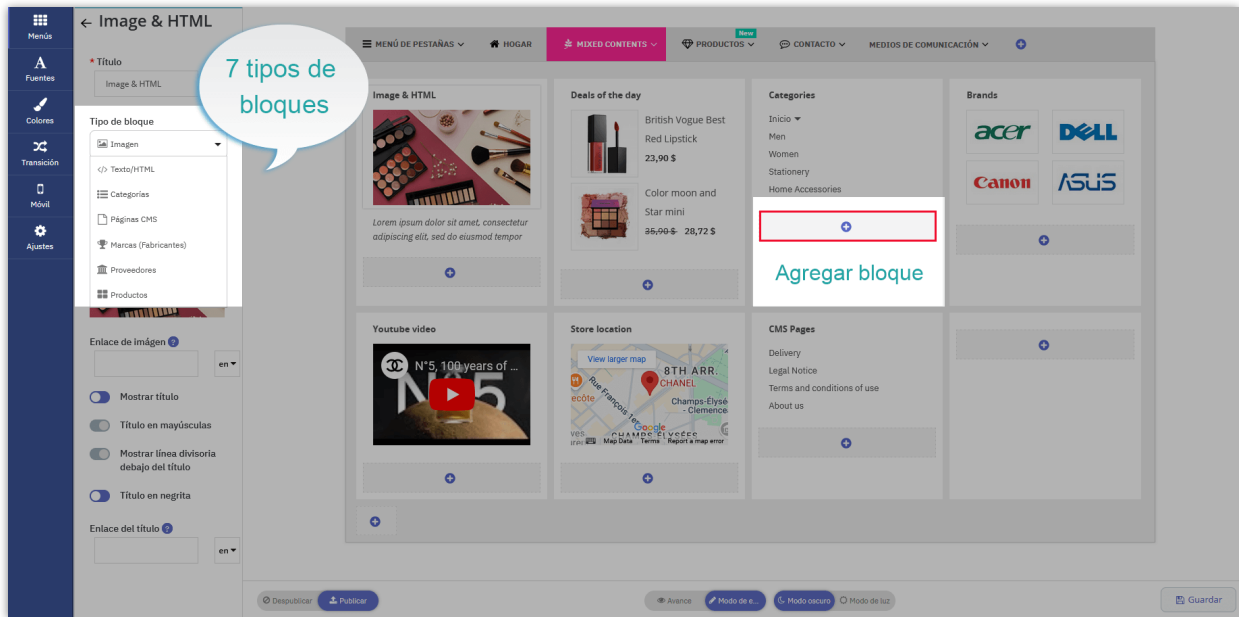 Menús
Fuentes
Colores
Transición
Móvil
Ajustes
← Image & HTML
* Título
Image & HTML
7 tipos de
bloques
Tipo de bloque
Imagen
</> Texto/HTML
Categorías
Páginas CMS
Marcas (Fabricantes)
Proveedores
Productos
Enlace de imágen ?
en
Mostrar título
Título en mayúsculas
Mostrar línea divisoria
debajo del título
Título en negrita
Enlace del título ?
en
MENÚ DE PESTAÑAS
HOGAR
MIXED CONTENTS
New
PRODUCTOS
CONTACTO
MEDIOS DE COMUNICACIÓN
Image & HTML
Lorem ipsum dolor sit amet, consectetur
adipiscing elit, sed do eiusmod tempor
Deals of the day
British Vogue Best
Red Lipstick
23,90 $
Color moon and
Star mini
35,90 $ 28,72 $
Categories
Inicio
Men
Women
Stationery
Home Accessories
Agregar bloque
Brands
acer
DELL
Canon
ASUS
Youtube video
N°5, 100 years of ...
N°5
Store location
View larger map
8TH ARR.
CHANEL
Rue François 1er
ecôte
Champs-Élysé
- Clemence
Google
CHAMPS ELYSÉES
Map Data Terms Report a map error
CMS Pages
Delivery
Legal Notice
Terms and conditions of use
About us
Despublicar
Publicar
Avance
Modo de e...
Modo oscuro
Modo de luz
Guardar